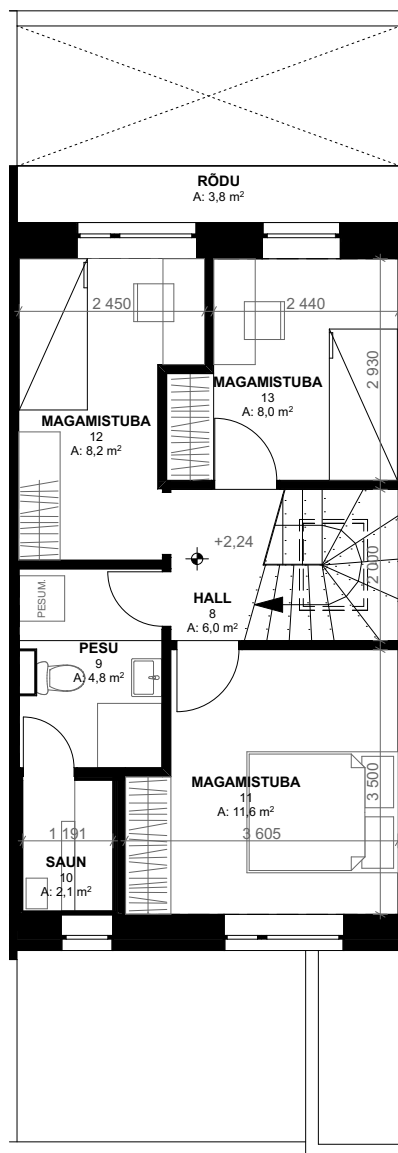 RÕDU
A: 3,8 m²
2 450
2 440
2 930
MAGAMISTUBA
13
A: 8,0 m²
MAGAMISTUBA
12
A: 8,2 m²
+2,24
2 000
PESUM.
HALL
8
A: 6,0 m²
PESU
9
A: 4,8 m²
MAGAMISTUBA
11
A: 11,6 m²
3 500
1 191
3 605
SAUN
10
A: 2,1 m²